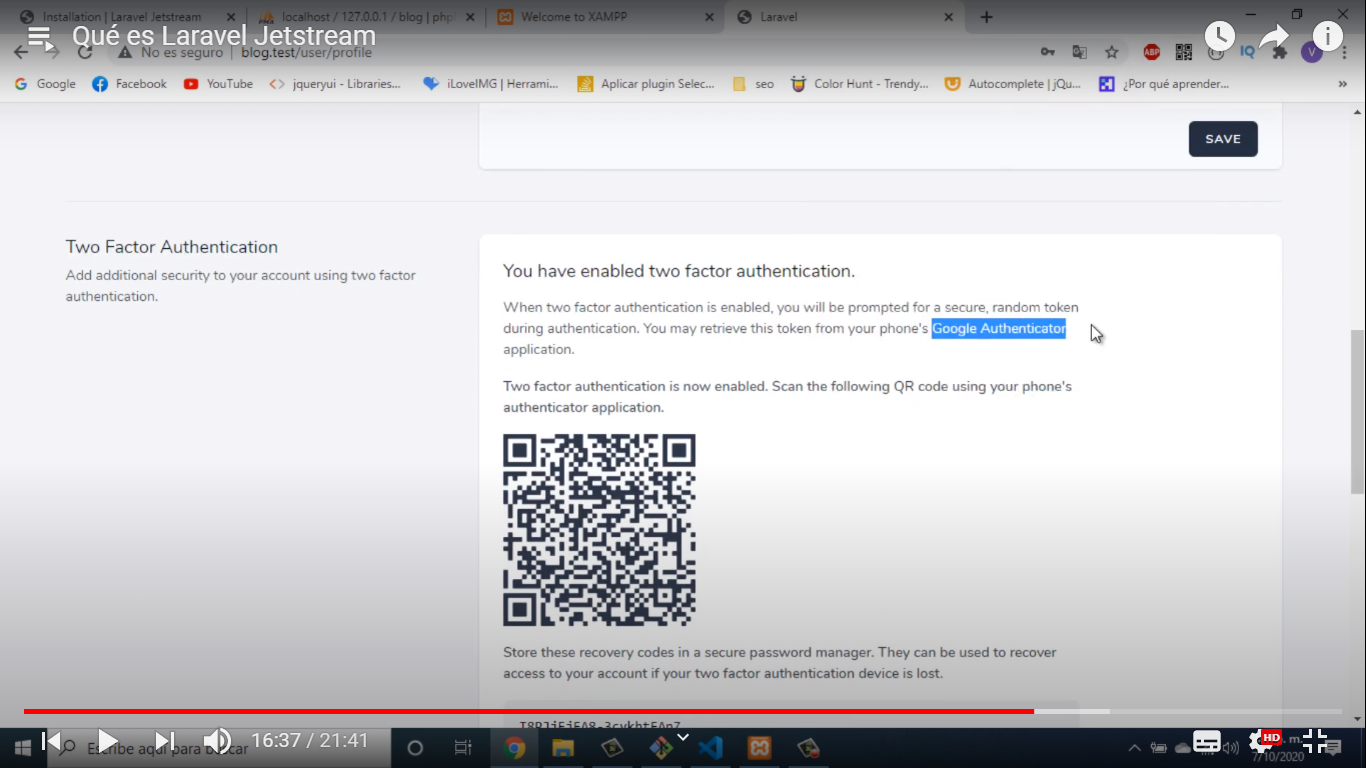 Installation | Laravel Jetstream
localhost / 127.0.0.1 / blog | php
Welcome to XAMPP
Laravel
Qué es Laravel Jetstream
No es seguro
blog.test/user/profile
ABP
IQ
V
Google
Facebook
YouTube
jqueryui - Libraries...
iLoveIMG | Herrami...
Aplicar plugin Selec...
seo
Color Hunt - Trendy...
Autocomplete | jQu...
¿Por qué aprender...
SAVE
Two Factor Authentication
Add additional security to your account using two factor
authentication.
You have enabled two factor authentication.
When two factor authentication is enabled, you will be prompted for a secure, random token
during authentication. You may retrieve this token from your phone's Google Authenticator
application.
Two factor authentication is now enabled. Scan the following QR code using your phone's
authenticator application.
Store these recovery codes in a secure password manager. They can be used to recover
access to your account if your two factor authentication device is lost.
Escribe aquí para buscar
16:37 / 21:41
HD
7/10/2020